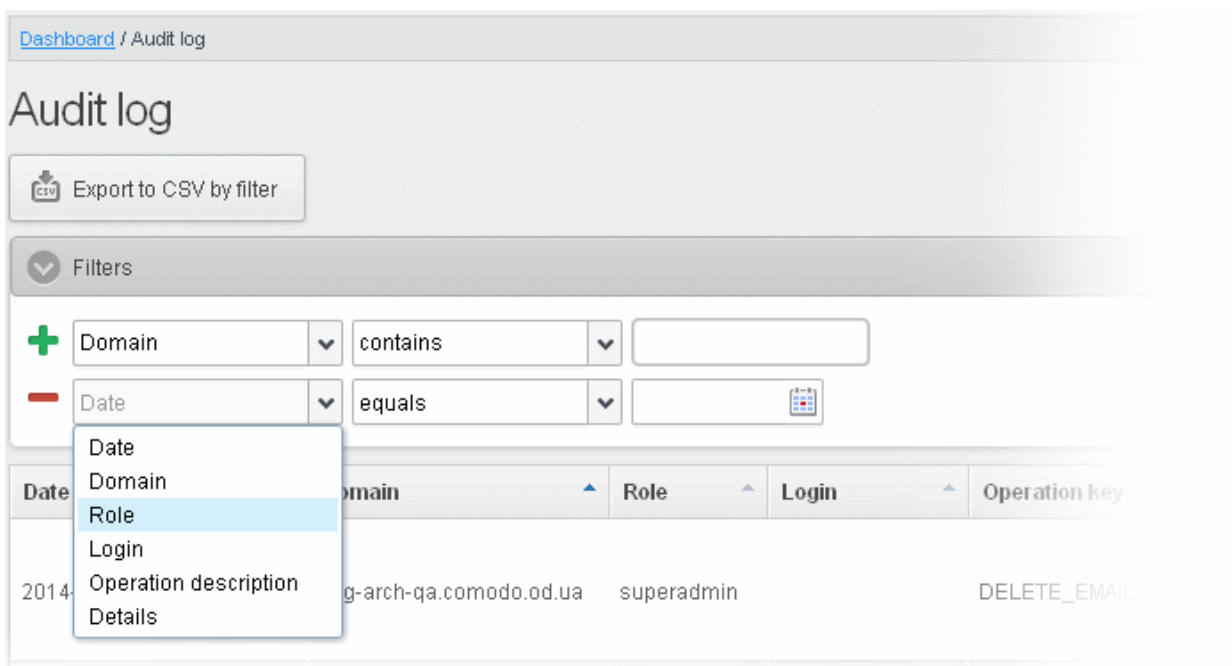 Dashboard / Audit log
Audit log
CSV Export to CSV by filter
Filters
Domain contains
Date equals
Date
Domain
Role
Login
Operation description
Details
Date omain Role Login Operation key
2014- g-arch-qa.comodo.od.ua superadmin DELETE_EMAIL_